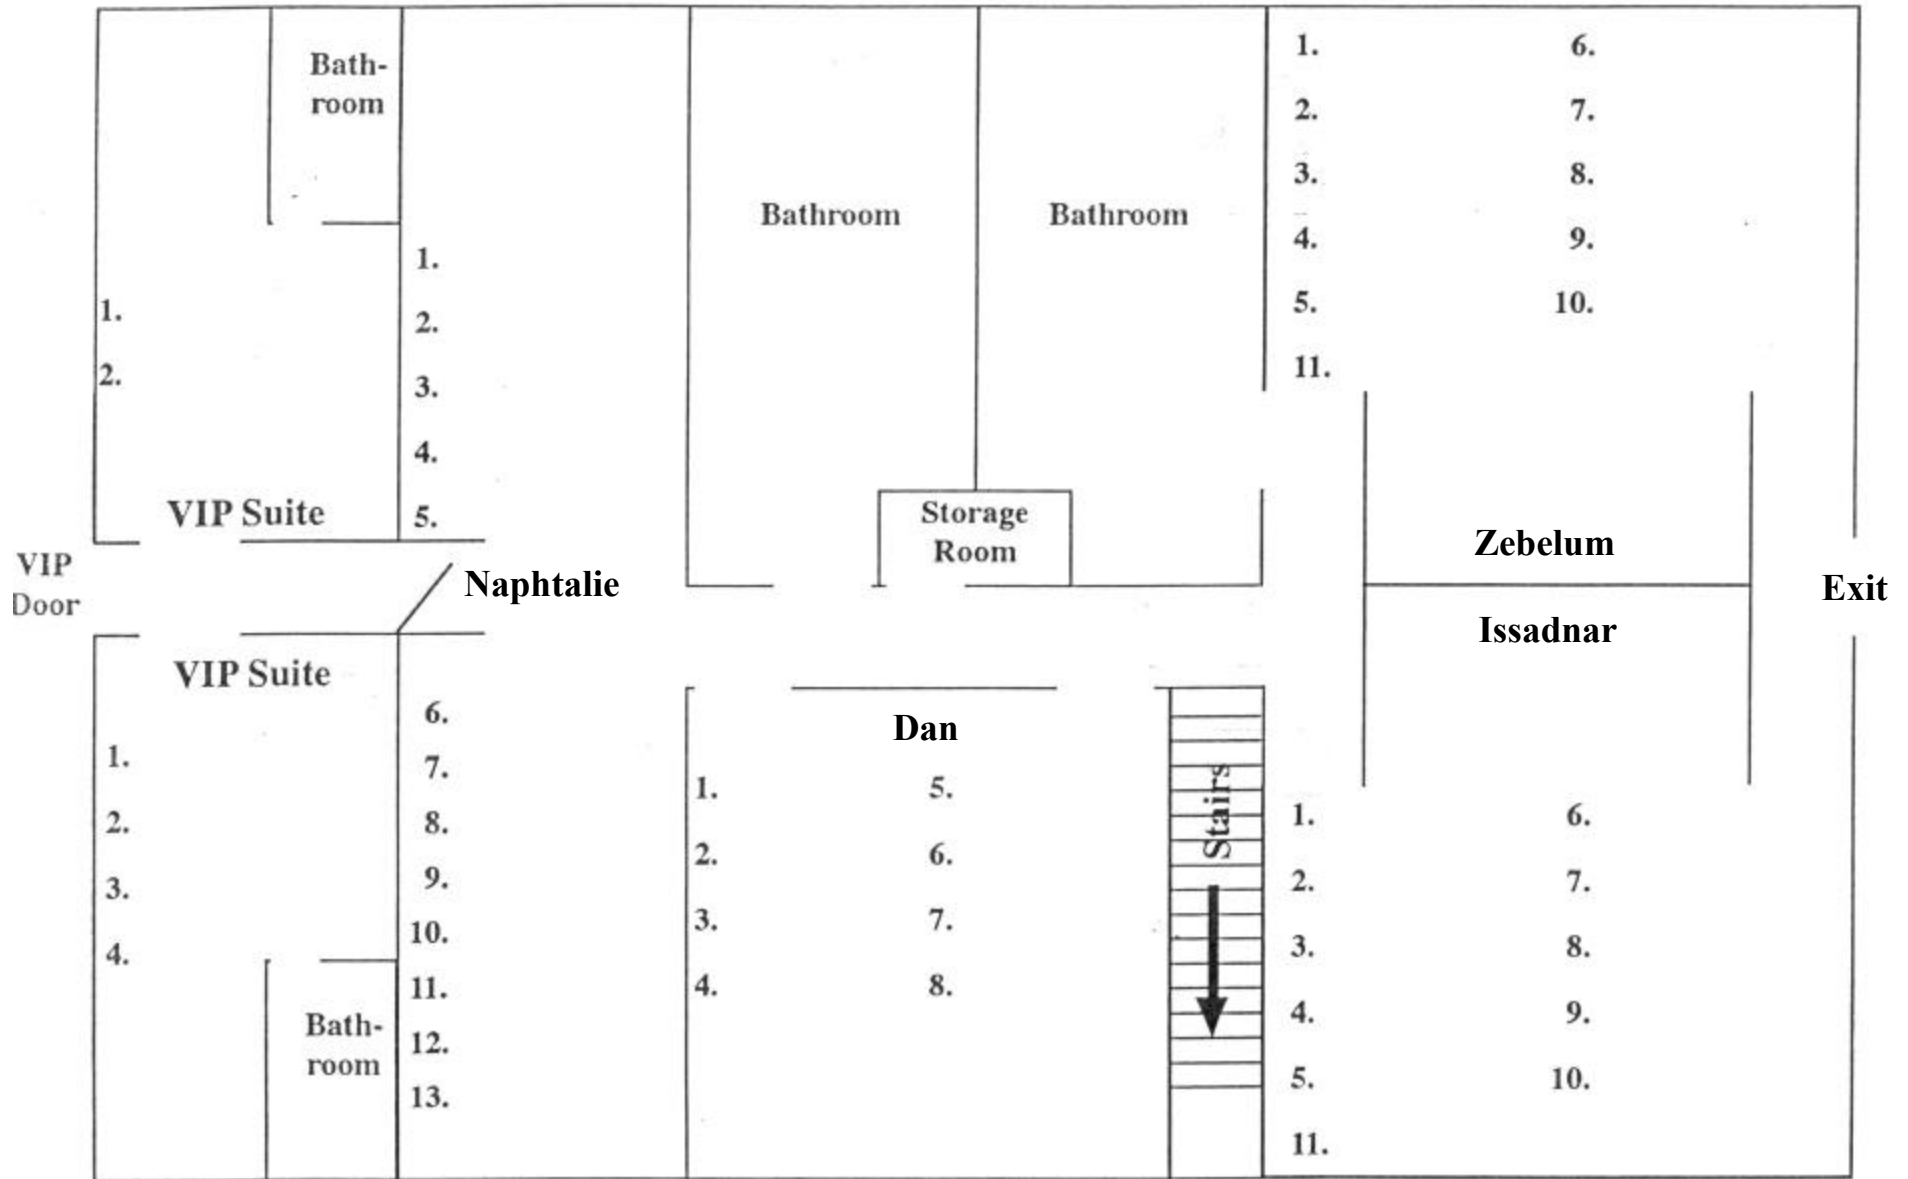 Bath-
room
1.
2.
VIP Suite
1.
2.
3.
4.
5.
Bathroom
Bathroom
Storage
Room
1.
2.
3.
4.
5.
11.
6.
7.
8.
9.
10.
Zebelum
VIP
Door
Naphtalie
Exit
Issadnar
VIP Suite
1.
2.
3.
4.
Bath-
room
6.
7.
8.
9.
10.
11.
12.
13.
Dan
1.
2.
3.
4.
5.
6.
7.
8.
Stairs
1.
2.
3.
4.
5.
11.
6.
7.
8.
9.
10.